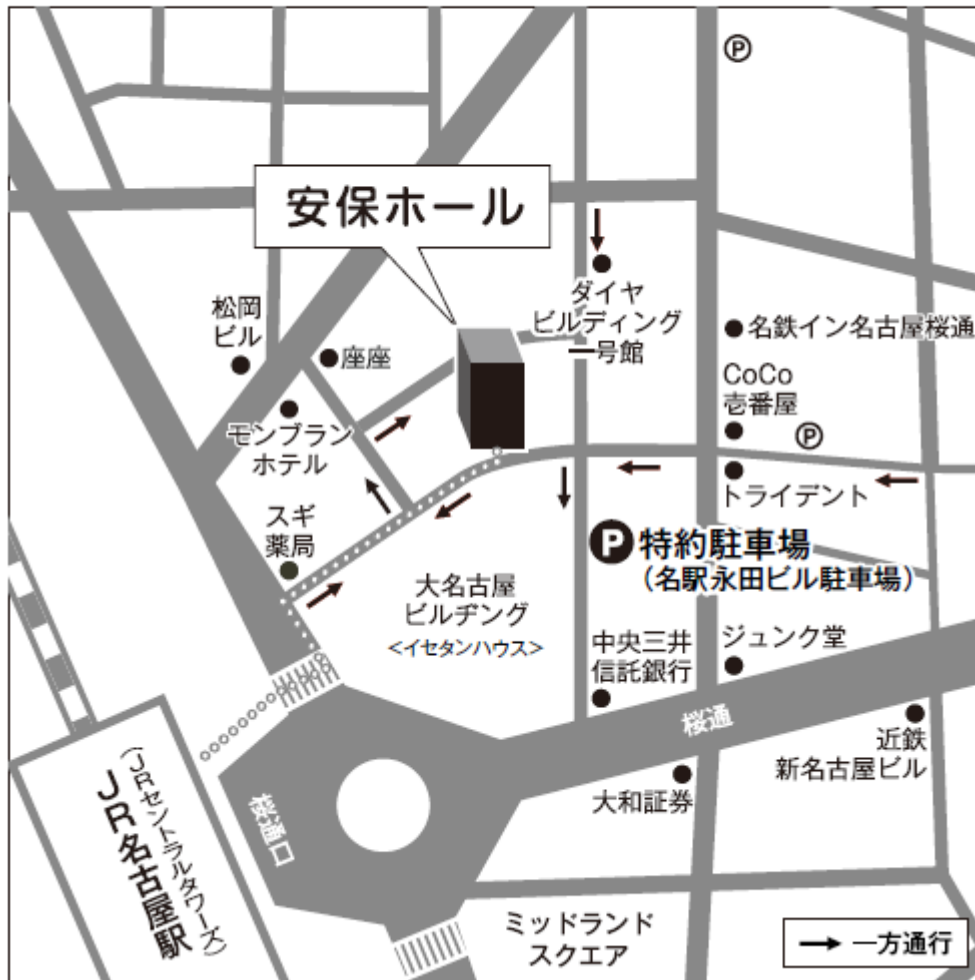 Ⓟ
安保ホール
ダイヤ
ビルディング
一号館
松岡
ビル
座座
名鉄イン名古屋桜通
CoCo
壱番屋
Ⓟ
モンブラン
ホテル
トライデント
スギ
薬局
P 特約駐車場
(名駅永田ビル駐車場)
大名古屋
ビルヂング
<イセタンハウス>
中央三井
信託銀行
ジュンク堂
桜通
近鉄
新名古屋ビル
大和証券
桜通口
(JRセントラルタワーズ)
JR名古屋駅
ミッドランド
スクエア
→ 一方通行